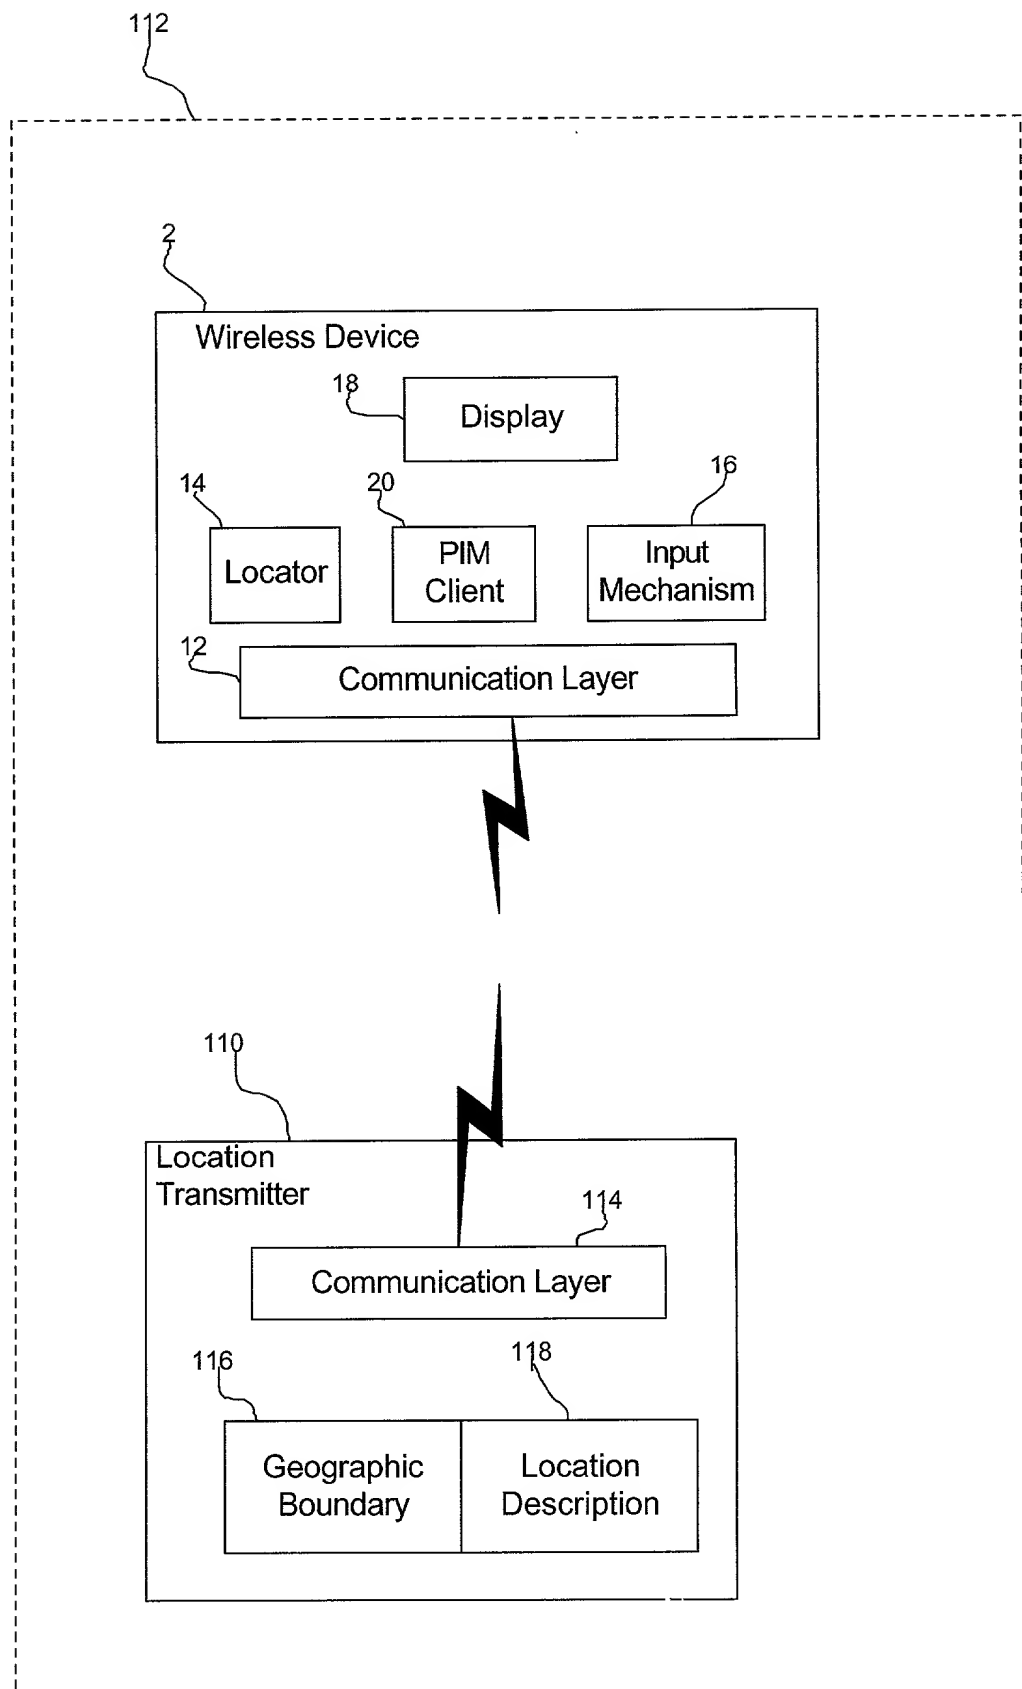 112
2
Wireless Device
18
Display
14
20
16
Locator
PIM
Client
Input
Mechanism
12
Communication Layer
110
Location
Transmitter
114
Communication Layer
116
118
Geographic
Boundary
Location
Description